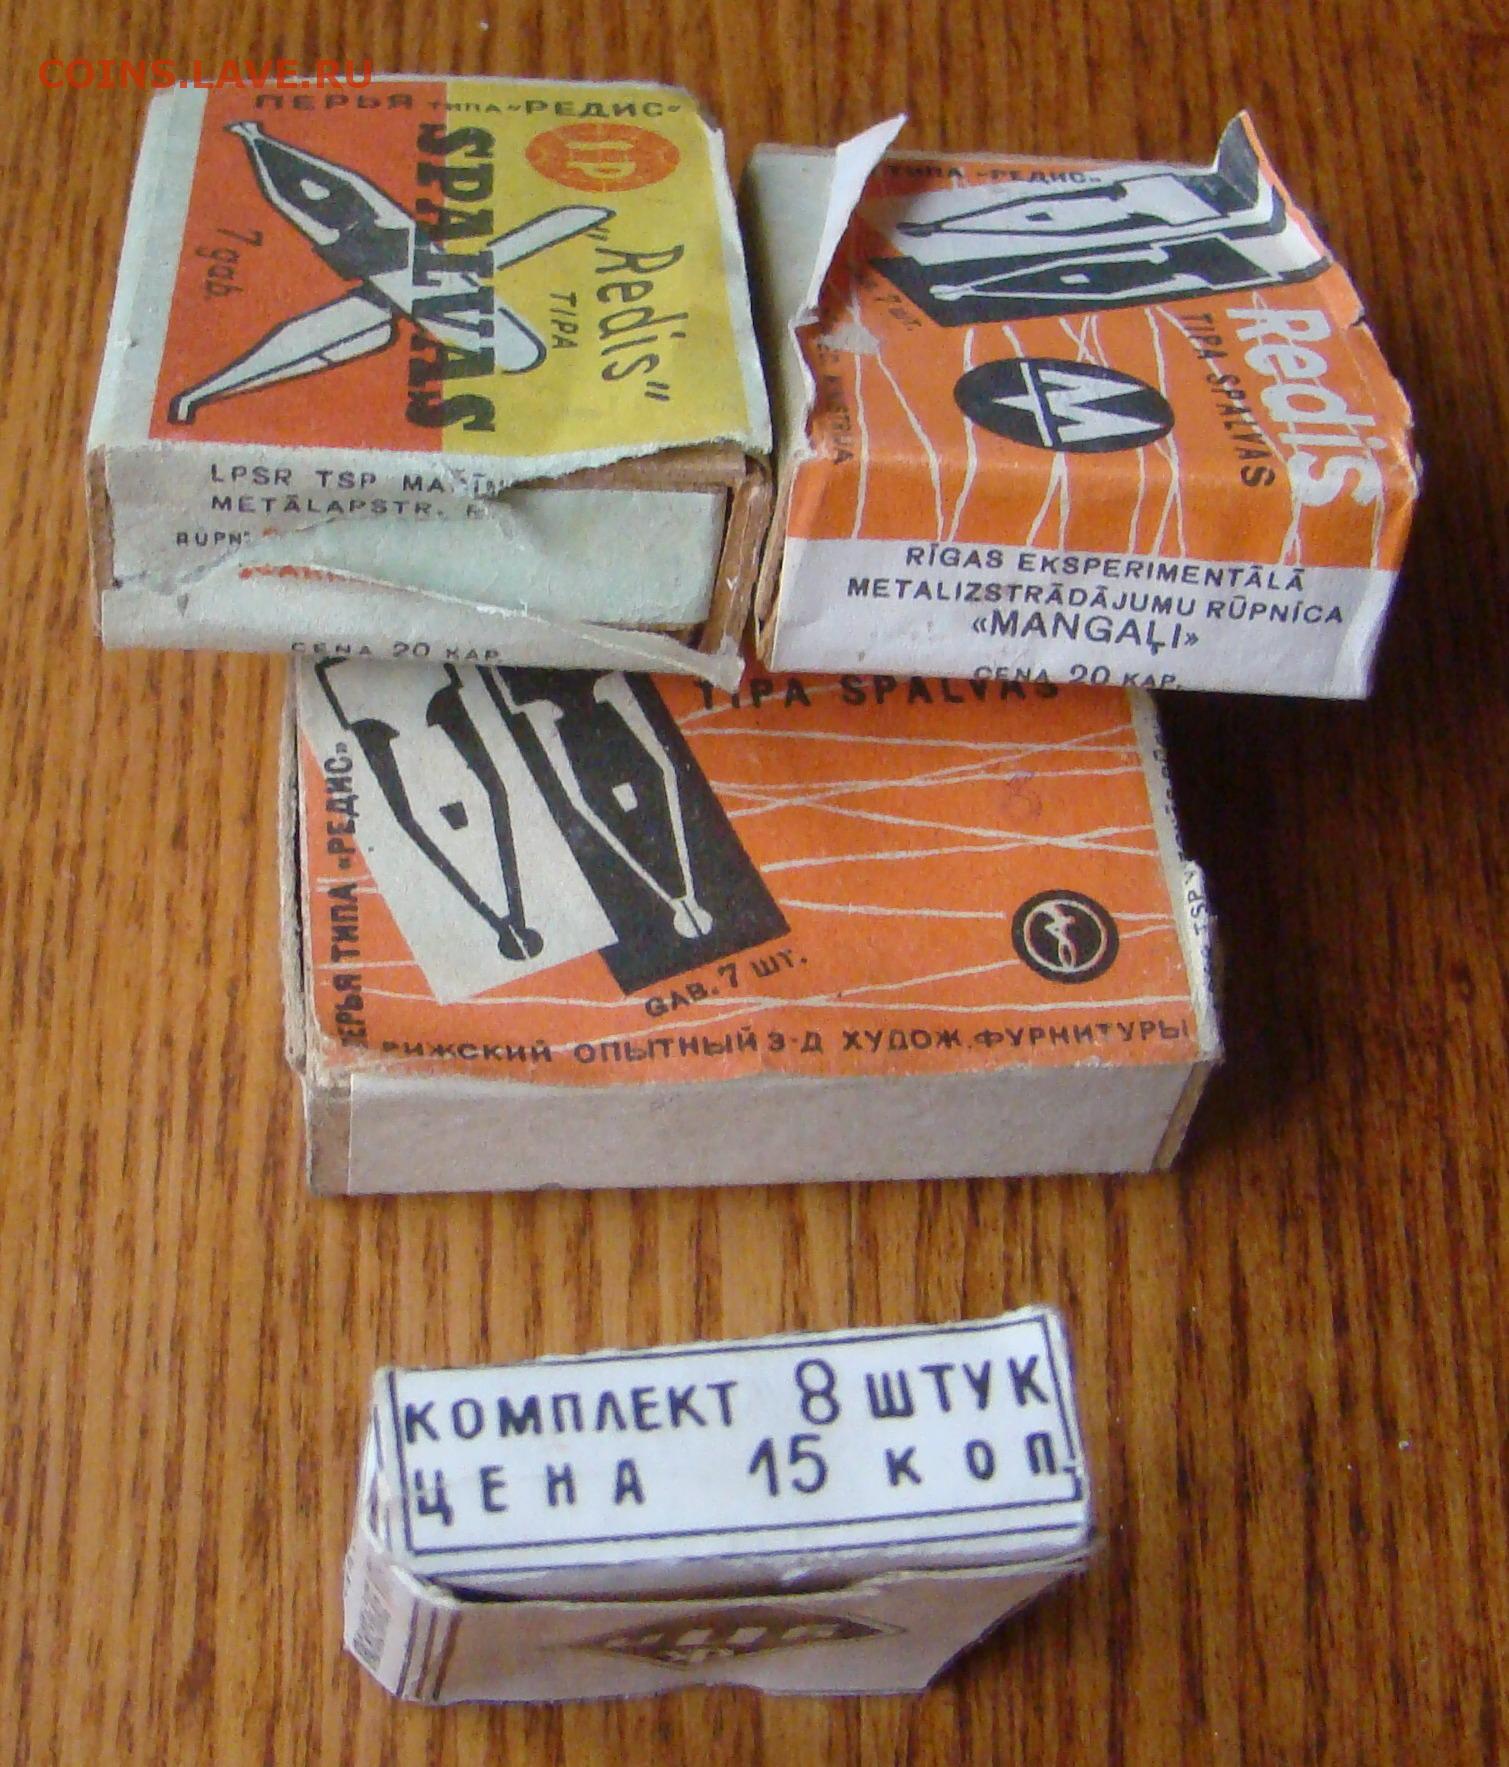 COINS.LAVE.RU
ПЕРЬЯ ТИПА «РЕДИС»
SPALVAS
"Redis"
TIPA
7 gab.
LPSR TSP
METĀLAPSTR.
CENA 20 KAP.
ТИПА «РЕДИС»
7 шт.
Redis
TIPA SPALVAS
RĪGAS EKSPERIMENTĀLĀ
METALIZSTRĀDĀJUMU RŪPNĪCA
«MANGAĻI»
CENA 20 KAP.
TIPA SPALVAS
ТИПА «РЕДИС»
GAB. 7 ШТ.
РИЖСКИЙ ОПЫТНЫЙ З-Д ХУДОЖ. ФУРНИТУРЫ
КОМПЛЕКТ 8 ШТУК
ЦЕНА 15 КОП.